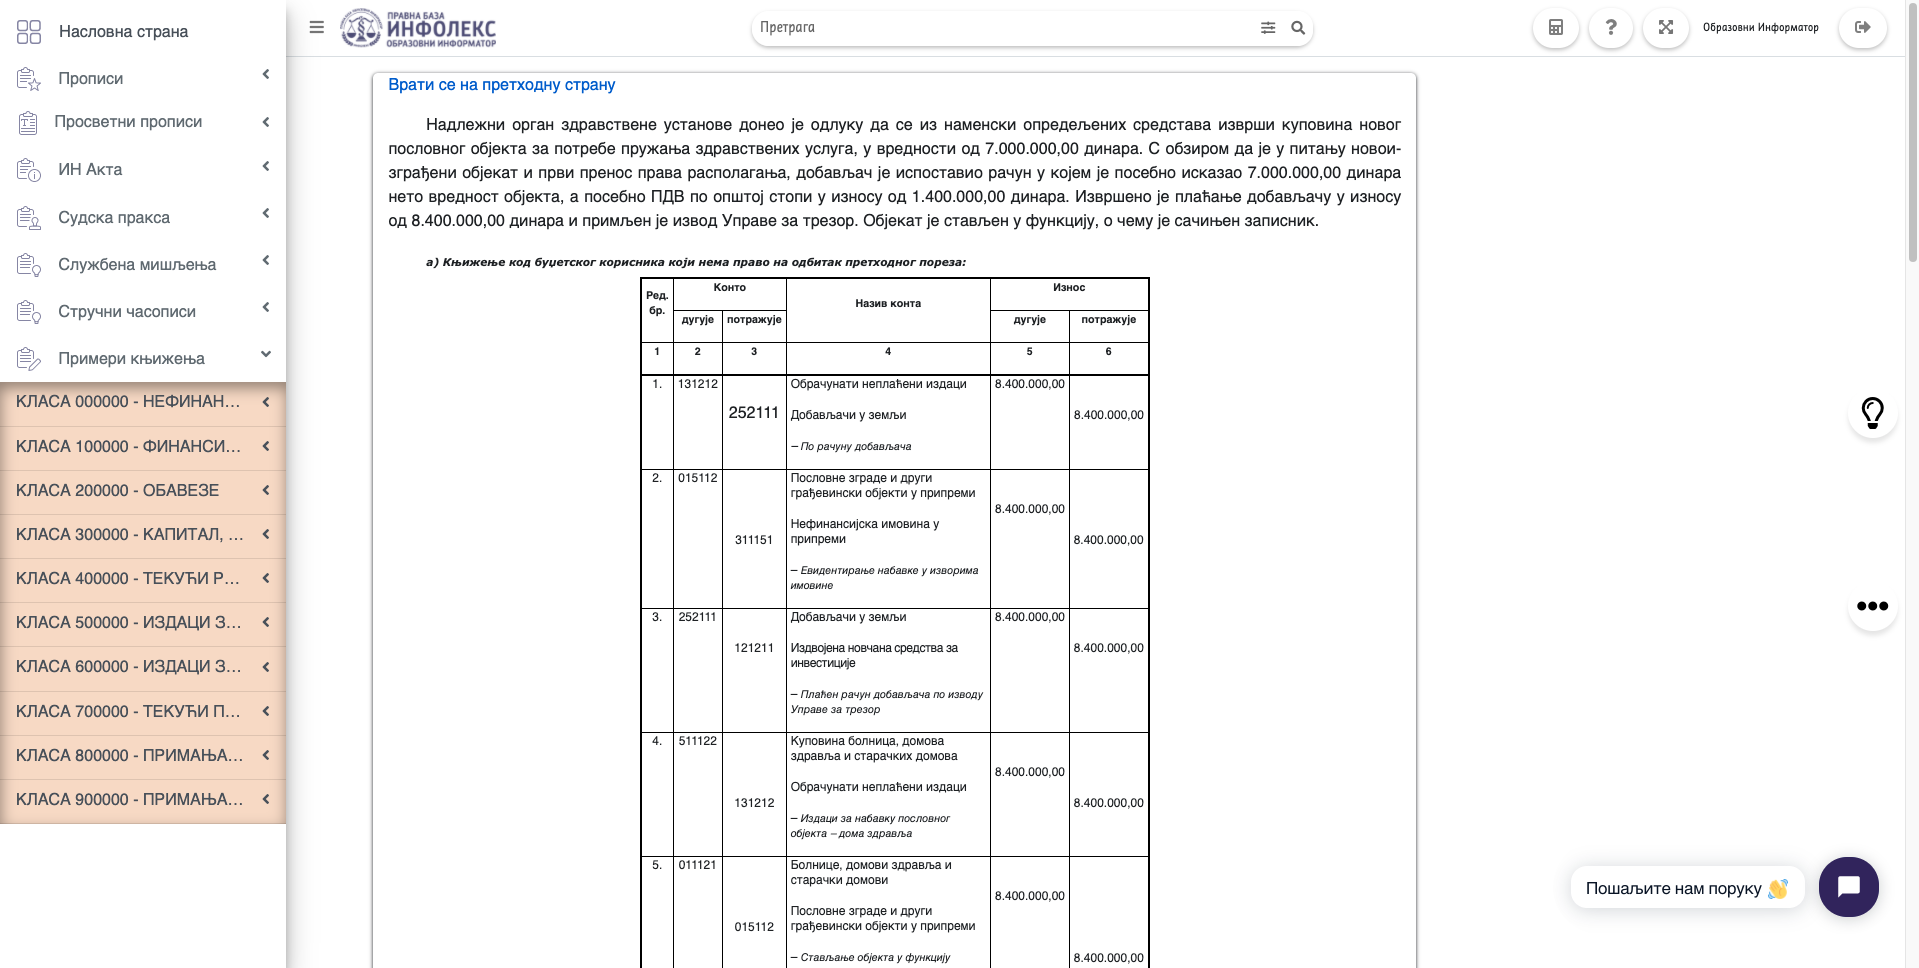 Насловна страна
Прописи
Просветни прописи
ИН Акта
Судска пракса
Службена мишљења
Стручни часописи
Примери књижења
КЛАСА 000000 - НЕФИНАН...
КЛАСА 100000 - ФИНАНСИ...
КЛАСА 200000 - ОБАВЕЗЕ
КЛАСА 300000 - КАПИТАЛ, ...
КЛАСА 400000 - ТЕКУЋИ Р...
КЛАСА 500000 - ИЗДАЦИ З...
КЛАСА 600000 - ИЗДАЦИ З...
КЛАСА 700000 - ТЕКУЋИ П...
КЛАСА 800000 - ПРИМАЊА...
КЛАСА 900000 - ПРИМАЊА...
ПРАВНА БАЗА
ИНФОЛЕКС
ОБРАЗОВНИ ИНФОРМАТОР
Претрага
Образовни Информатор
Врати се на претходну страну
Надлежни орган здравствене установе донео је одлуку да се из наменски опредељених средстава изврши куповина новог
пословног објекта за потребе пружања здравствених услуга, у вредности од 7.000.000,00 динара. С обзиром да је у питању новои-
зграђени објекат и први пренос права располагања, добављач је испоставио рачун у којем је посебно исказао 7.000.000,00 динара
нето вредност објекта, а посебно ПДВ по општој стопи у износу од 1.400.000,00 динара. Извршено је плаћање добављачу у износу
од 8.400.000,00 динара и примљен је извод Управе за трезор. Објекат је стављен у функцију, о чему је сачињен записник.
а) Књижење код буџетског корисника који нема право на одбитак претходног пореза:
Ред. бр. Конто Назив конта Износ
дугује потражује дугује потражује
1 2 3 4 5 6
1. 131212 Обрачунати неплаћени издаци 8.400.000,00
252111 Добављачи у земљи 8.400.000,00
– По рачуну добављача
2. 015112 Пословне зграде и други
грађевински објекти у припреми
8.400.000,00
Нефинансијска имовина у
311151 припреми 8.400.000,00
– Евидентирање набавке у изворима
имовине
3. 252111 Добављачи у земљи 8.400.000,00
121211 Издвојена новчана средства за 8.400.000,00
инвестиције
– Плаћен рачун добављача по изводу
Управе за трезор
4. 511122 Куповина болница, домова
здравља и старачких домова
8.400.000,00
Обрачунати неплаћени издаци
131212 8.400.000,00
– Издаци за набавку пословног
објекта – дома здравља
5. 011121 Болнице, домови здравља и
старачки домови
8.400.000,00
Пословне зграде и други
015112 грађевински објекти у припреми
– Стављање објекта у функцију 8.400.000,00
Пошаљите нам поруку